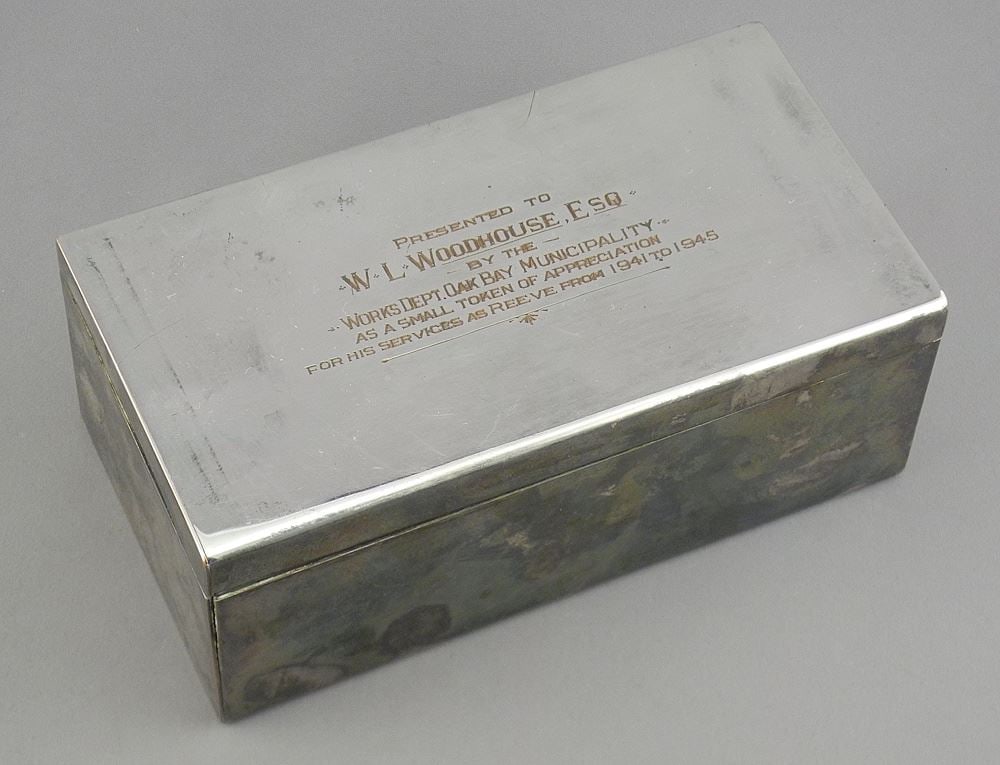 PRESENTED TO
W. L. WOODHOUSE, ESQ
BY THE
WORKS DEPT. OAK BAY MUNICIPALITY
AS A SMALL TOKEN OF APPRECIATION
FOR HIS SERVICES AS REEVE FROM 1941 TO 1945